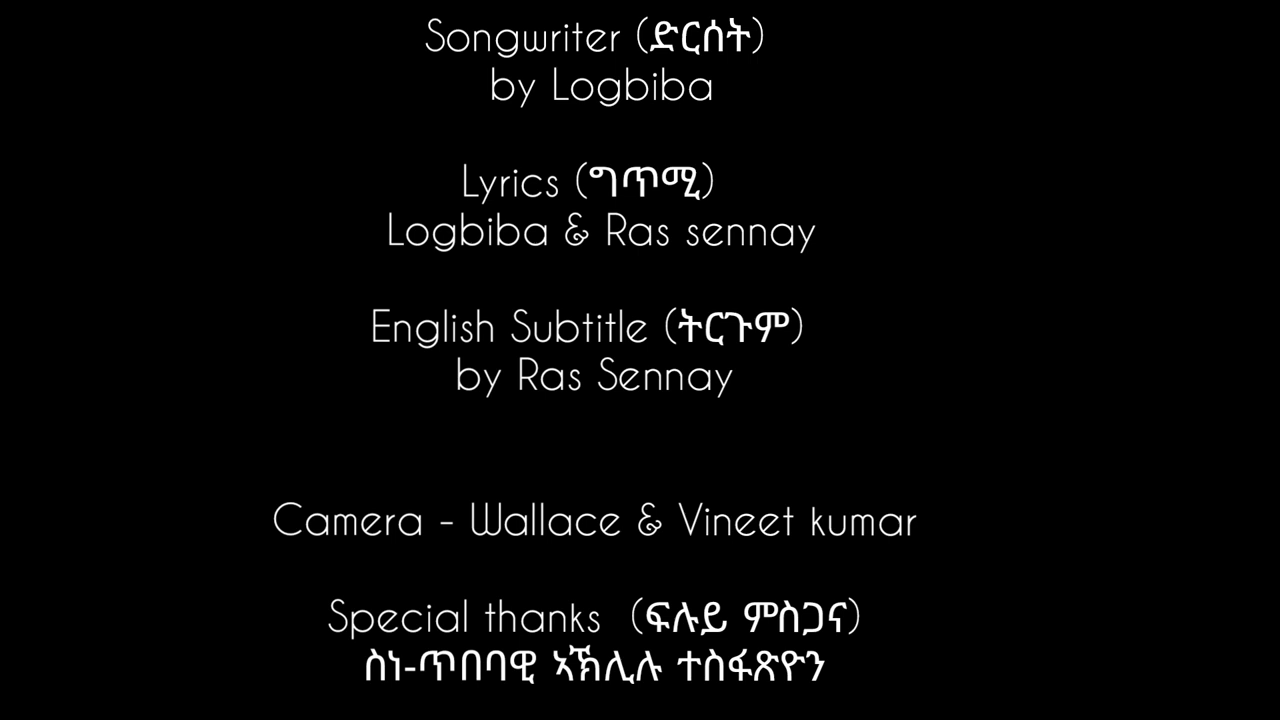 Songwriter (ድርሰት)
by Logbiba
Lyrics (ግጥሚ)
Logbiba & Ras sennay
English Subtitle (ትርጉም)
by Ras Sennay
Camera - Wallace & Vineet kumar
Special thanks (ፍሉይ ምስጋና)
ስነ-ጥበባዊ ኣኽሊሉ ተስፋጽዮን